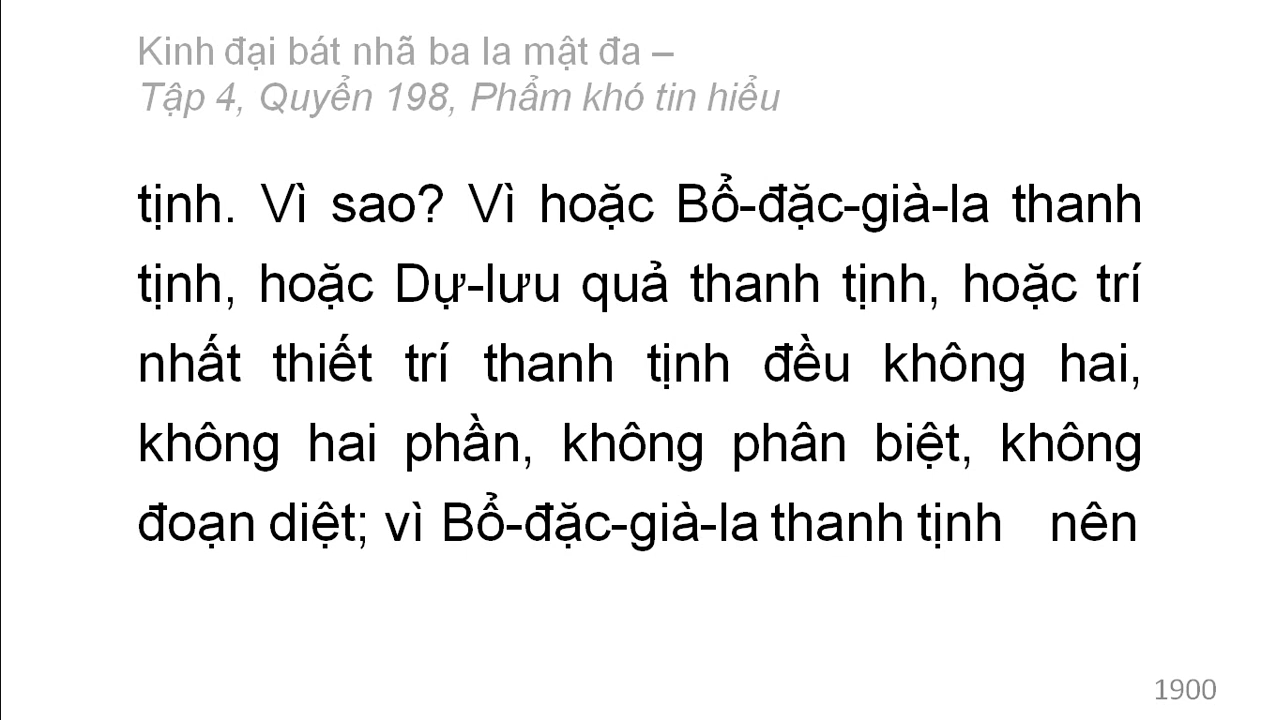 Kinh đại bát nhã ba la mật đa –
Tập 4, Quyển 198, Phẩm khó tin hiểu
tịnh. Vì sao? Vì hoặc Bổ-đặc-già-la thanh
tịnh, hoặc Dự-lưu quả thanh tịnh, hoặc trí
nhất thiết trí thanh tịnh đều không hai,
không hai phần, không phân biệt, không
đoạn diệt; vì Bổ-đặc-già-la thanh tịnh nên
1900